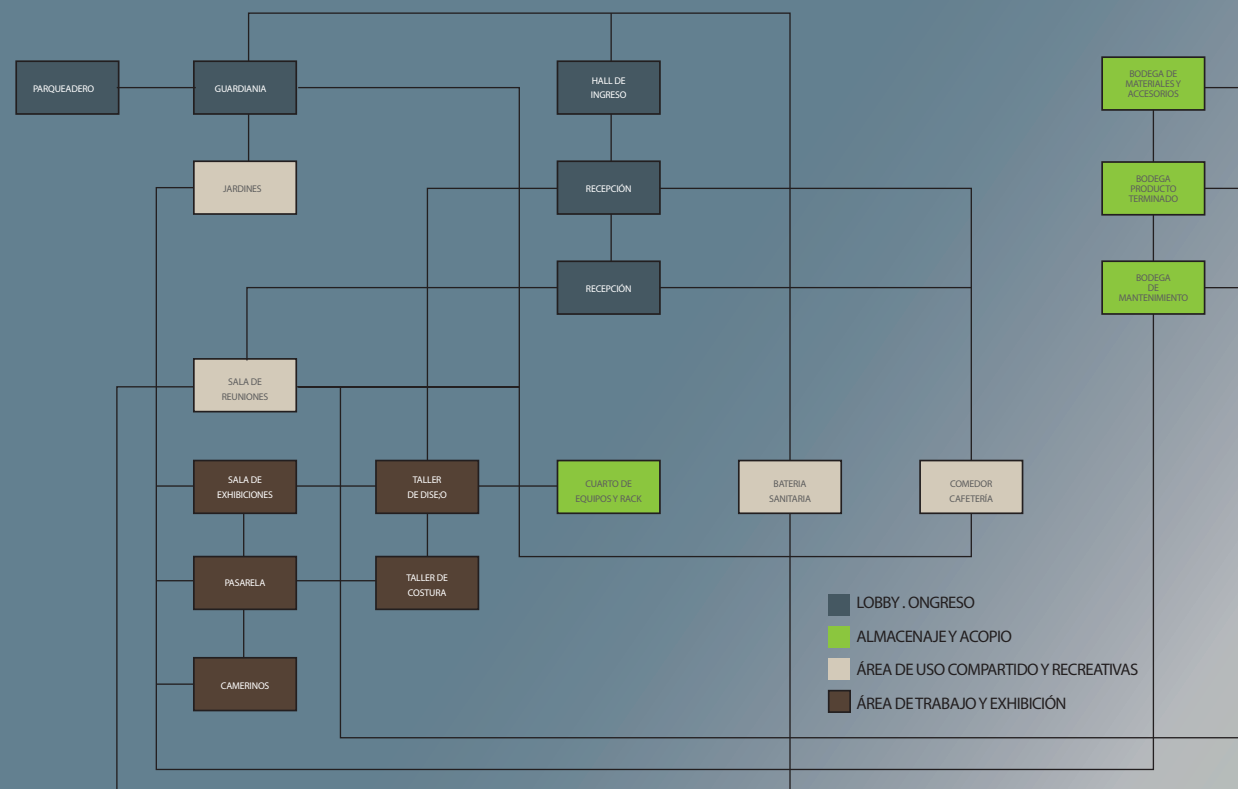 PARQUEADERO
GUARDIANIA
HALL DE
INGRESO
BODEGA DE
MATERIALES Y
ACCESORIOS
JARDINES
RECEPCIÓN
BODEGA
PRODUCTO
TERMINADO
RECEPCIÓN
BODEGA
DE
MANTENIMIENTO
SALA DE
REUNIONES
SALA DE
EXHIBICIONES
TALLER
DE DISE;O
CUARTO DE
EQUIPOS Y RACK
BATERIA
SANITARIA
COMEDOR
CAFETERÍA
PASARELA
TALLER DE
COSTURA
CAMERINOS
LOBBY . ONGRESO
ALMACENAJE Y ACOPIO
ÁREA DE USO COMPARTIDO Y RECREATIVAS
ÁREA DE TRABAJO Y EXHIBICIÓN